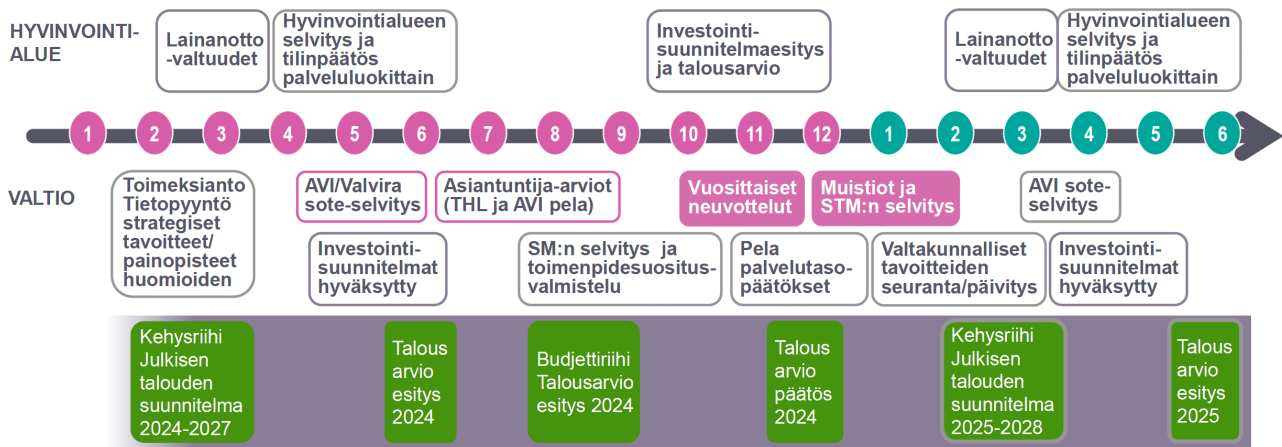 HYVINVOINTI-
ALUE
Lainanotto
-valtuudet
Hyvinvointialueen
selvitys ja
tilinpäätös
palveluluokittain
Investointi-
suunnitelmaesitys
ja talousarvio
Lainanotto
-valtuudet
Hyvinvointialueen
selvitys ja
tilinpäätös
palveluluokittain
1 2 3 4 5 6 7 8 9 10 11 12 1 2 3 4 5 6
VALTIO
Toimeksianto
Tietopyyntö
strategiset
tavoitteet/
painopisteet
huomioiden
AVI/Valvira
sote-selvitys
Asiantuntija-arviot
(THL ja AVI pela)
Vuosittaiset
neuvottelut
Muistiot ja
STM:n selvitys
AVI sote-
selvitys
Investointi-
suunnitelmat
hyväksytty
SM:n selvitys ja
toimenpidesuositus-
valmistelu
Pela
palvelutaso-
päätökset
Valtakunnalliset
tavoitteiden
seuranta/päivitys
Investointi-
suunnitelmat
hyväksytty
Kehysriihi
Julkisen
talouden
suunnitelma
2024-2027
Talous
arvio
esitys
2024
Budjettiriihi
Talousarvio
esitys 2024
Talous
arvio
päätös
2024
Kehysriihi
Julkisen
talouden
suunnitelma
2025-2028
Talous
arvio
esitys
2025